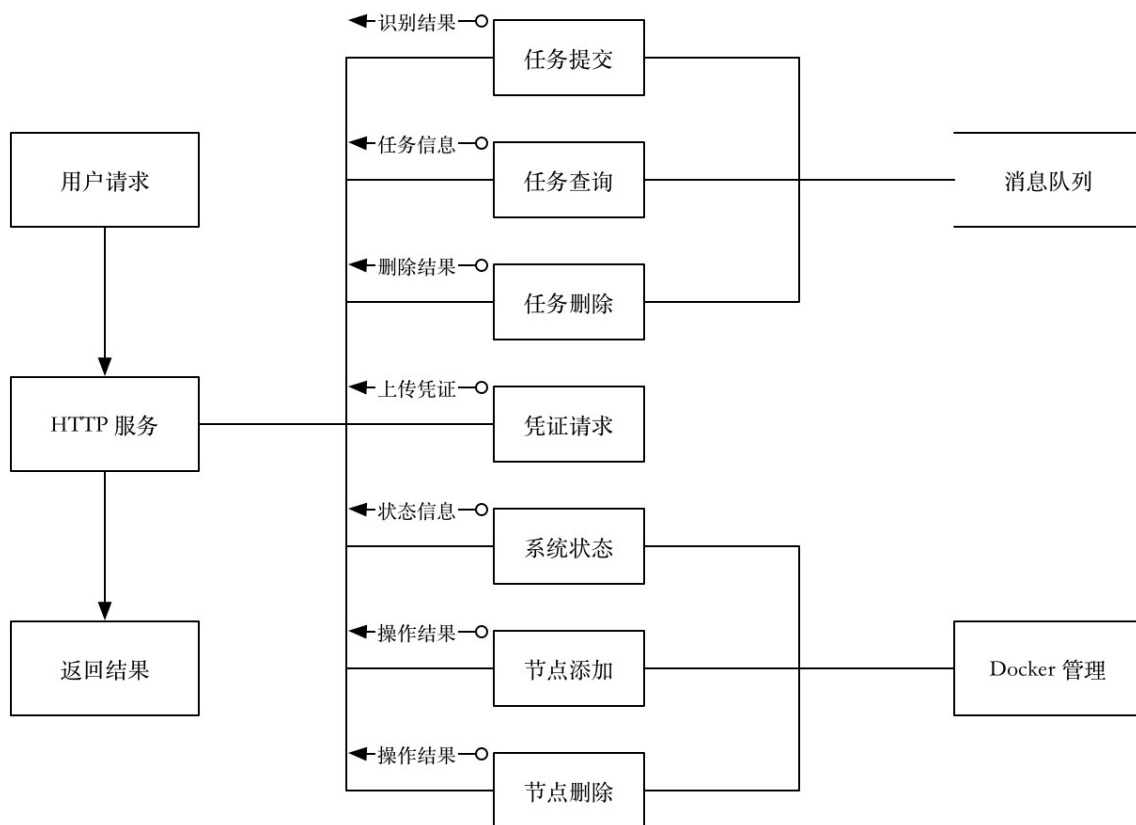 识别结果
任务提交
任务信息
用户请求
任务查询
消息队列
删除结果
任务删除
上传凭证
HTTP 服务
凭证请求
状态信息
系统状态
操作结果
返回结果
节点添加
Docker 管理
操作结果
节点删除